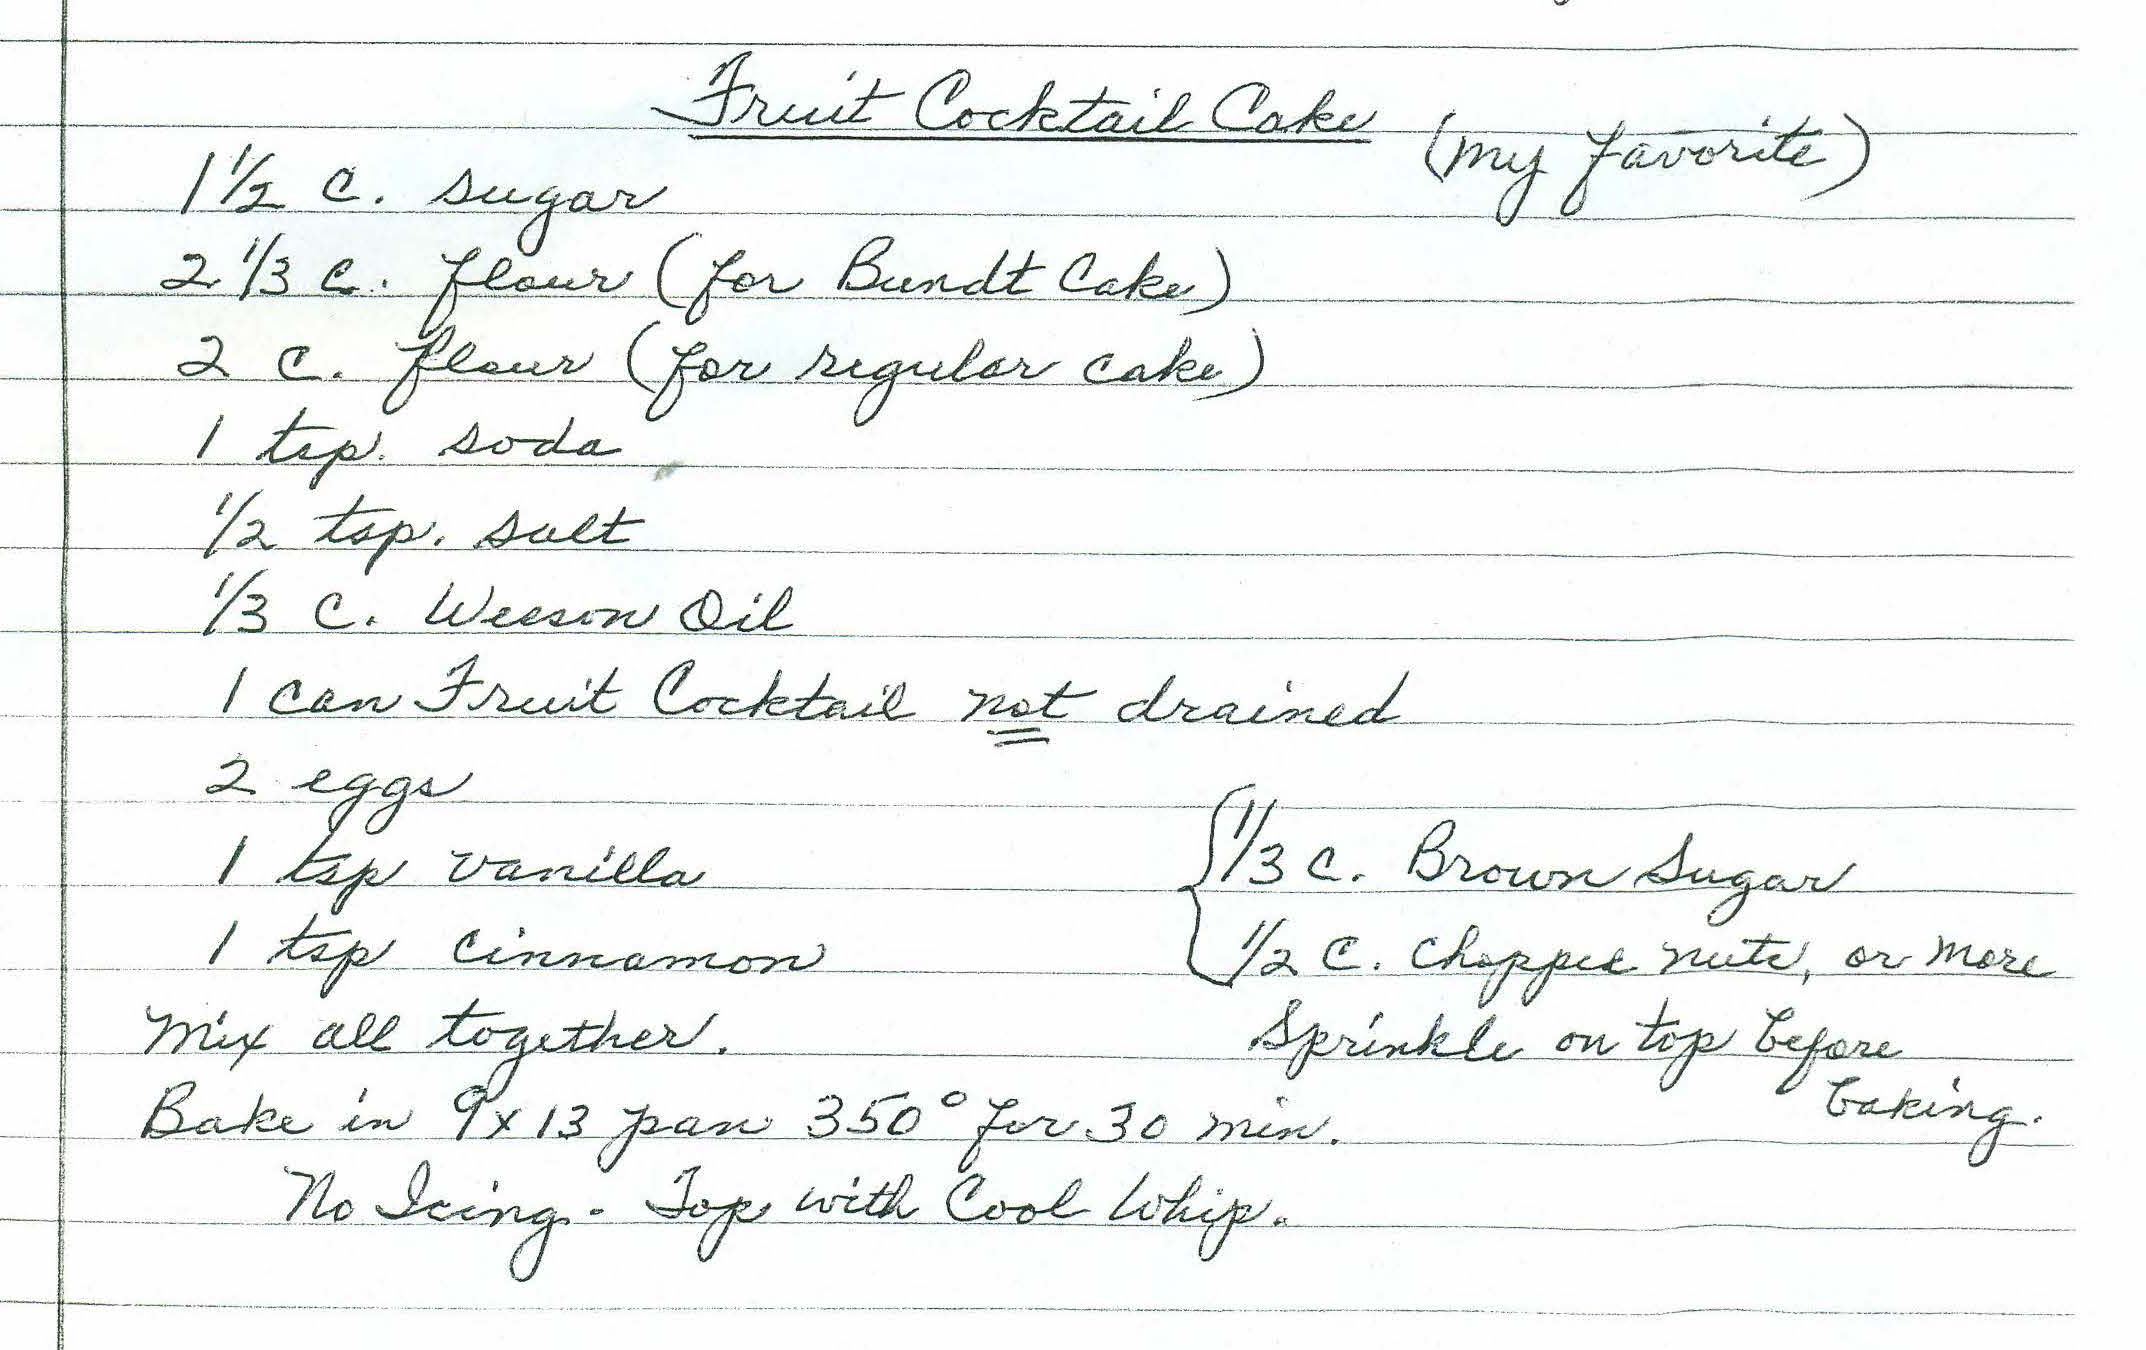 Fruit Cocktail Cake (my favorite)
1 1/2 c. sugar
2 1/3 c. flour (for Bundt Cake)
2 c. flour (for regular cake)
1 tsp. soda
1/2 tsp. salt
1/3 c. Wesson Oil
1 can Fruit Cocktail not drained
2 eggs
1 tsp vanilla
1 tsp cinnamon
Mix all together.
Bake in 9x13 pan 350° for 30 min.
No Icing - Top with Cool Whip.
1/3 c. Brown Sugar
1/2 c. Chopped nuts, or more
Sprinkle on top before
baking.